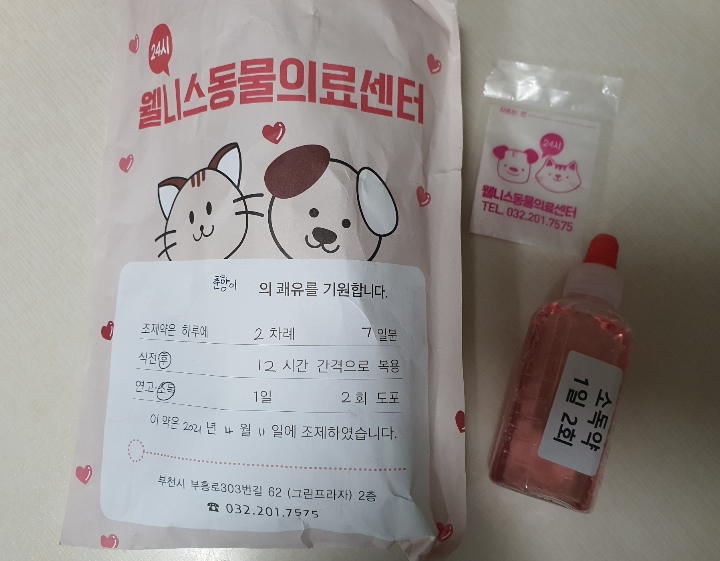 24시
웰니스동물의료센터
의 쾌유를 기원합니다.
조제약은 하루에 2 차례 7 일분
식전후 12 시간 간격으로 복용
연고·소독 1일 2회 도포
이 약은 2021 년 4 월 11 일에 조제하였습니다.
부천시 부흥로303번길 62 (그린프라자) 2층
☎ 032.201.7575
24시
웰니스동물의료센터
TEL. 032.201.7575
소독약
1일 2회